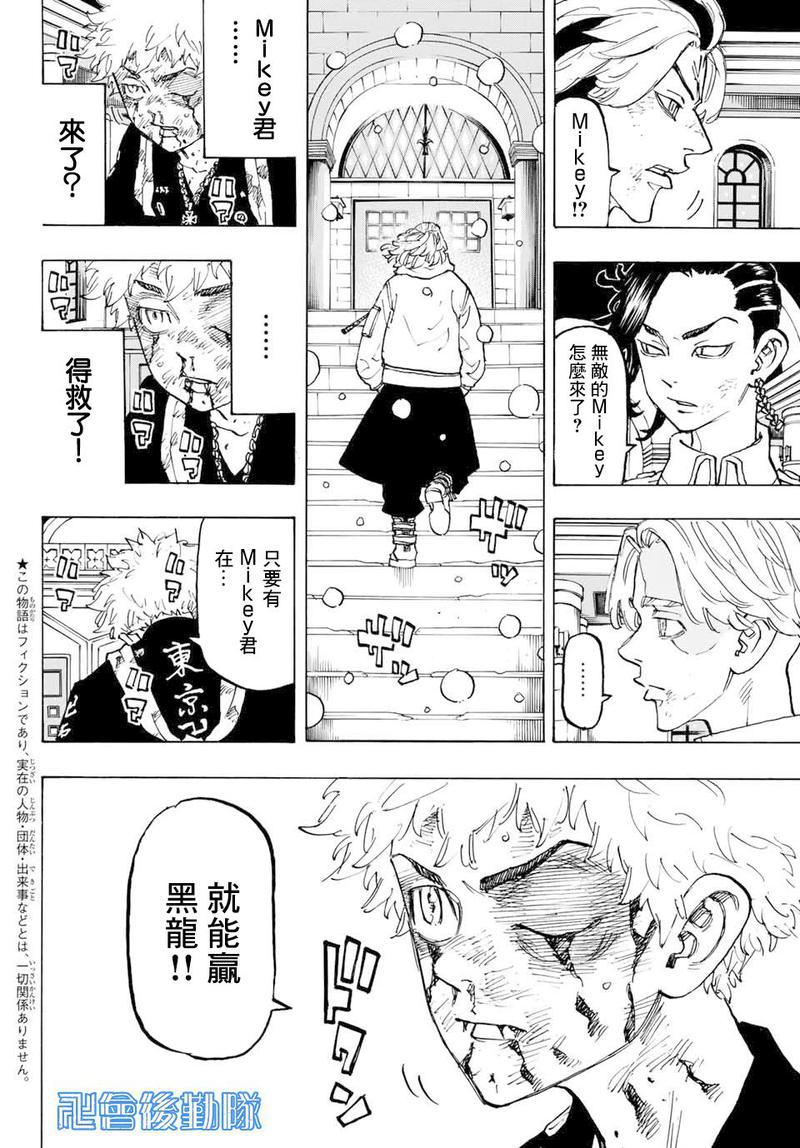 Mikey!?
無敵的Mikey
怎麼來了?
……
Mikey君
……
來了?
……
得救了!
只要有
Mikey君
在…
東京卍
就能贏
黑龍!!
ドクン
★この物語はフィクションであり、実在の人物・団体・出来事などとは、一切関係ありません。
卍會後勤隊